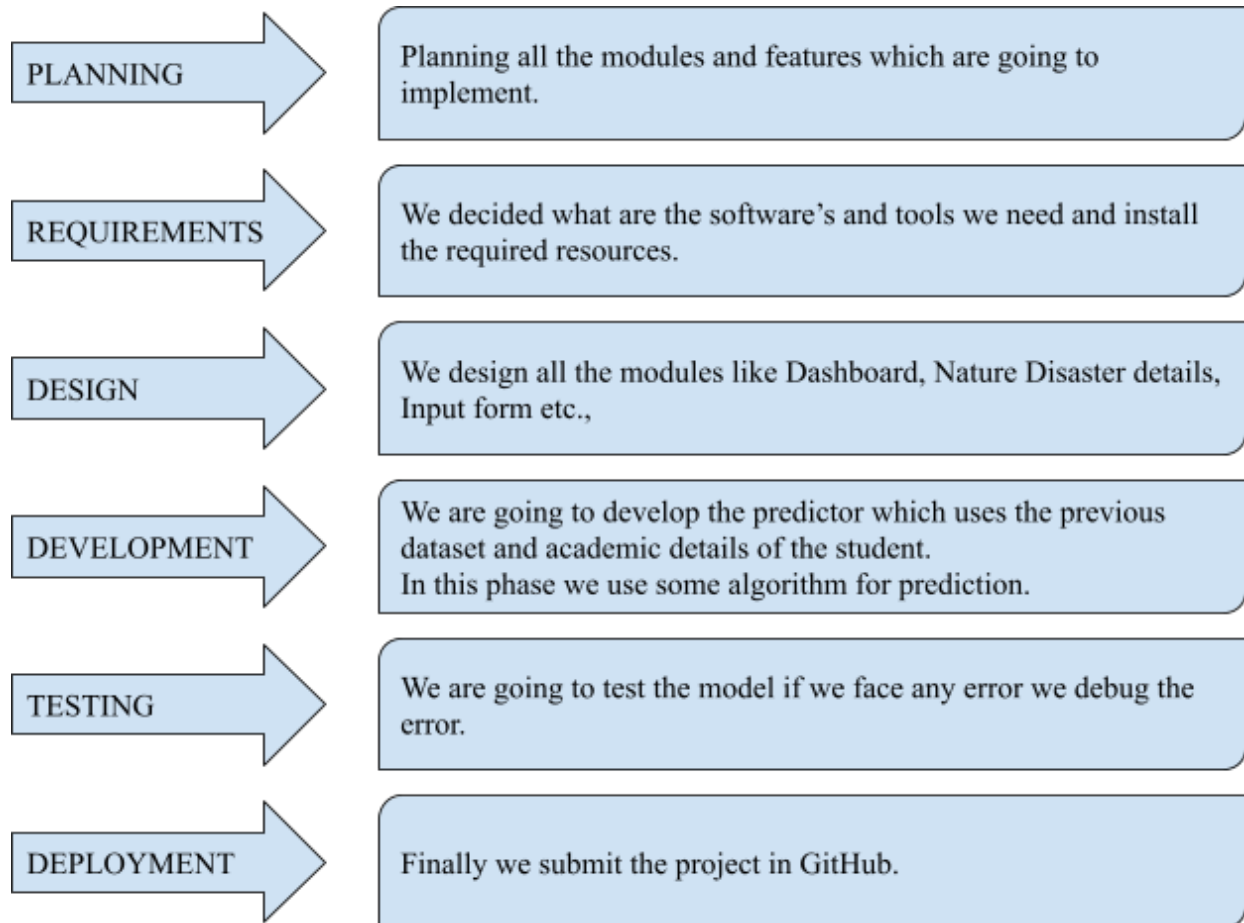 PLANNING
Planning all the modules and features which are going to
implement.
REQUIREMENTS
We decided what are the software’s and tools we need and install
the required resources.
DESIGN
We design all the modules like Dashboard, Nature Disaster details,
Input form etc.,
DEVELOPMENT
We are going to develop the predictor which uses the previous
dataset and academic details of the student.
In this phase we use some algorithm for prediction.
TESTING
We are going to test the model if we face any error we debug the
error.
DEPLOYMENT
Finally we submit the project in GitHub.